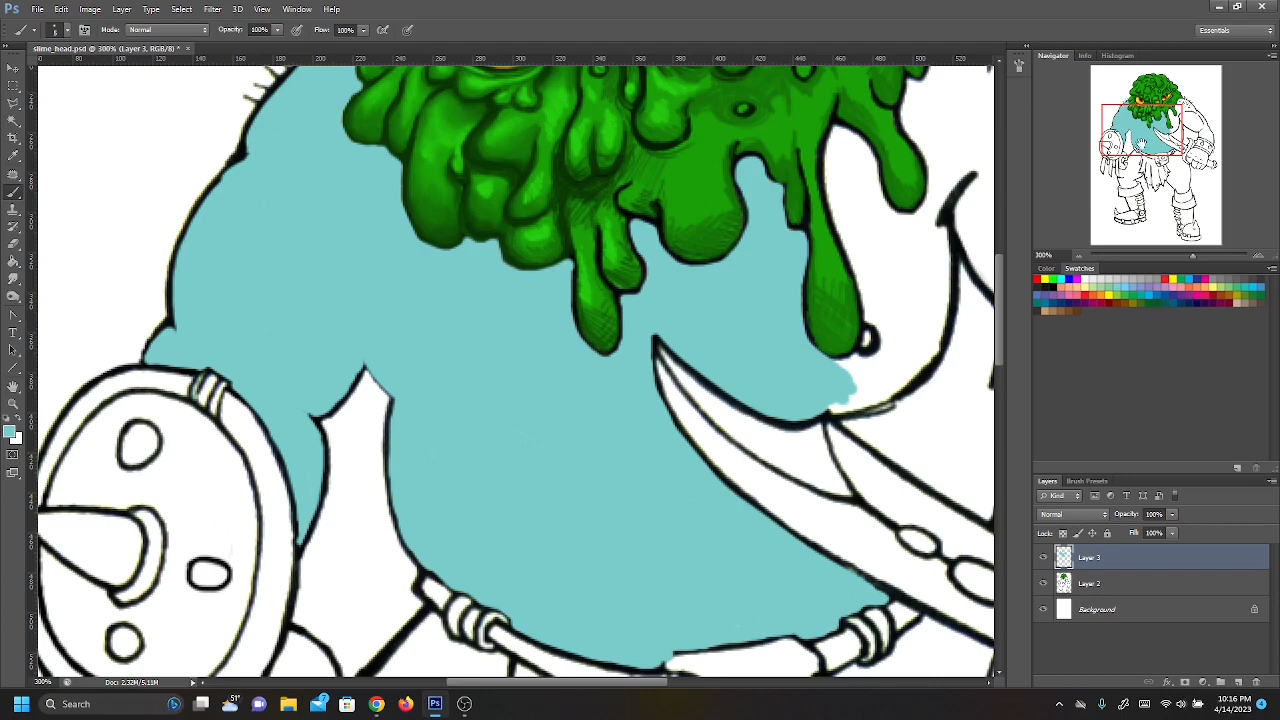 Ps File Edit Image Layer Type Select Filter 3D View Window Help
Mode: Normal Opacity: 100% Flow: 100% Essentials
slime_head.psd @ 300% (Layer 3, RGB/8) * ×
Navigator Info Histogram
300%
Color Swatches
Layers Brush Presets
Kind
Normal Opacity: 100%
Lock: Fill: 100%
Layer 3
Layer 2
Background
300% Doc: 2.32M/5.11M
Search 51° 10:16 PM
4/14/2023